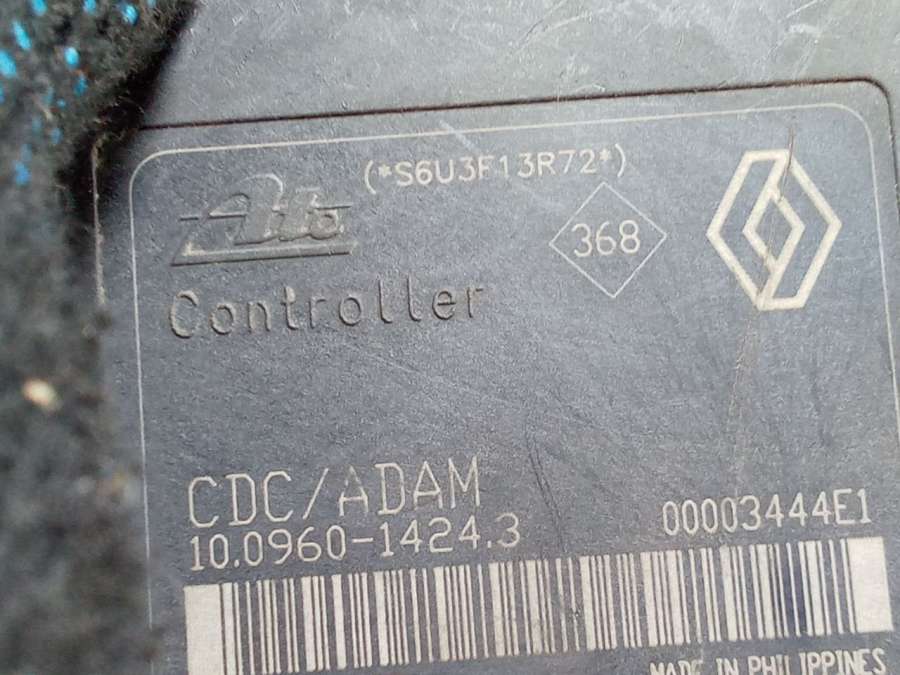 (*S6U3F13R72*)
Ate
368
Controller
CDC/ADAM
10.0960-1424.3
00003444E1
MADE IN PHILIPPINES